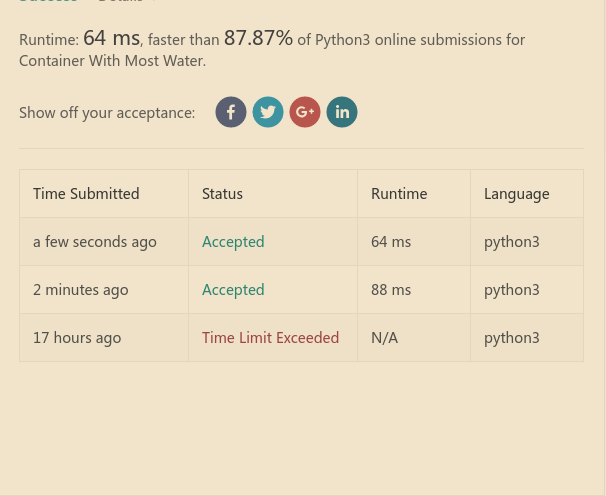 Success Details
Runtime: 64 ms, faster than 87.87% of Python3 online submissions for
Container With Most Water.
Show off your acceptance: f G+ in
Time Submitted Status Runtime Language
a few seconds ago Accepted 64 ms python3
2 minutes ago Accepted 88 ms python3
17 hours ago Time Limit Exceeded N/A python3